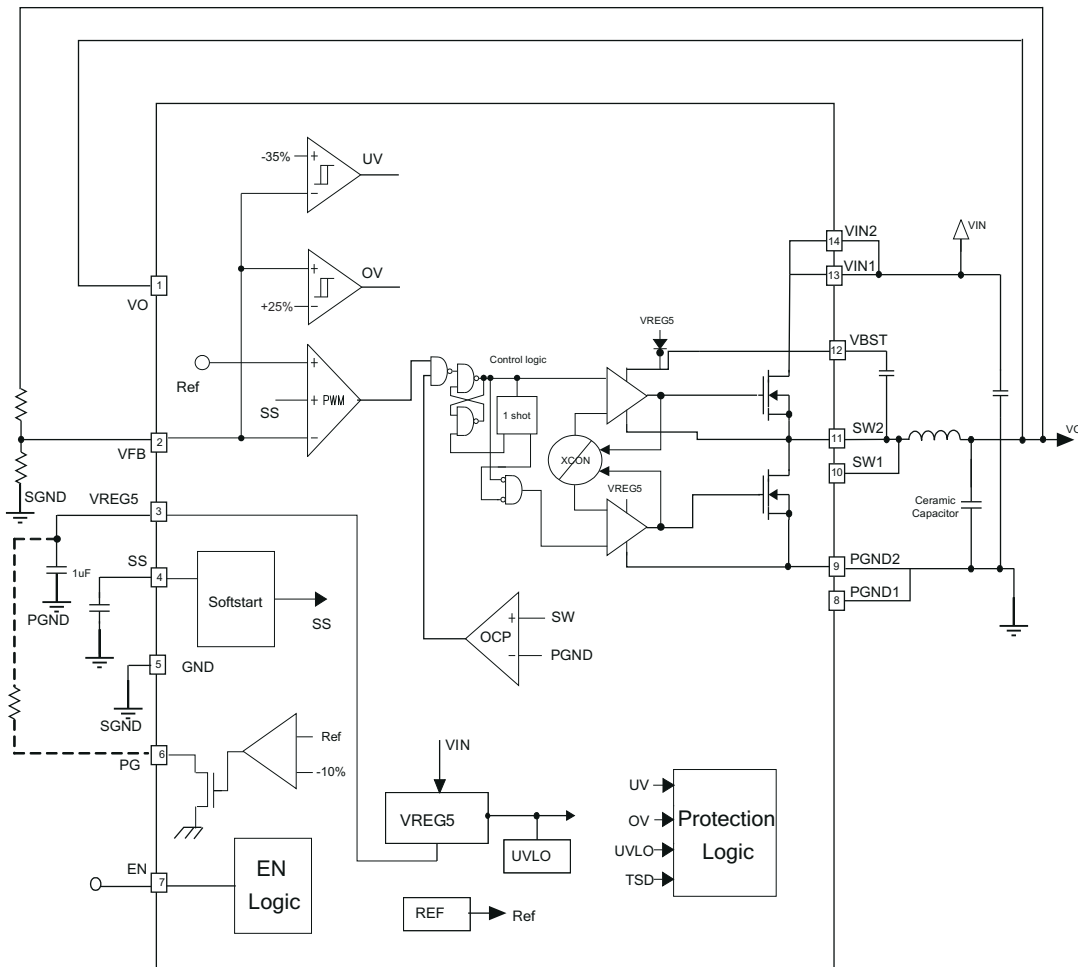 -35%
+
UV
−
+
OV
+25%
−
1
VO
Ref
+
SS
+
PWM
−
2
VFB
SGND
VREG5
3
1uF
PGND
SS
4
Softstart
SS
5
GND
SGND
6
PG
Ref
-10%
EN
7
EN
Logic
Control logic
1 shot
VREG5
XCON
VREG5
OCP
+
SW
−
PGND
VIN
VREG5
UVLO
REF
Ref
UV
OV
UVLO
TSD
Protection
Logic
14
VIN2
13
VIN1
VIN
12
VBST
11
SW2
10
SW1
Ceramic
Capacitor
9
PGND2
8
PGND1